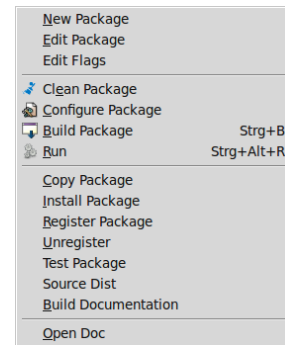 New Package
Edit Package
Edit Flags
Clean Package
Configure Package
Build Package Strg+B
Run Strg+Alt+R
Copy Package
Install Package
Register Package
Unregister
Test Package
Source Dist
Build Documentation
Open Doc